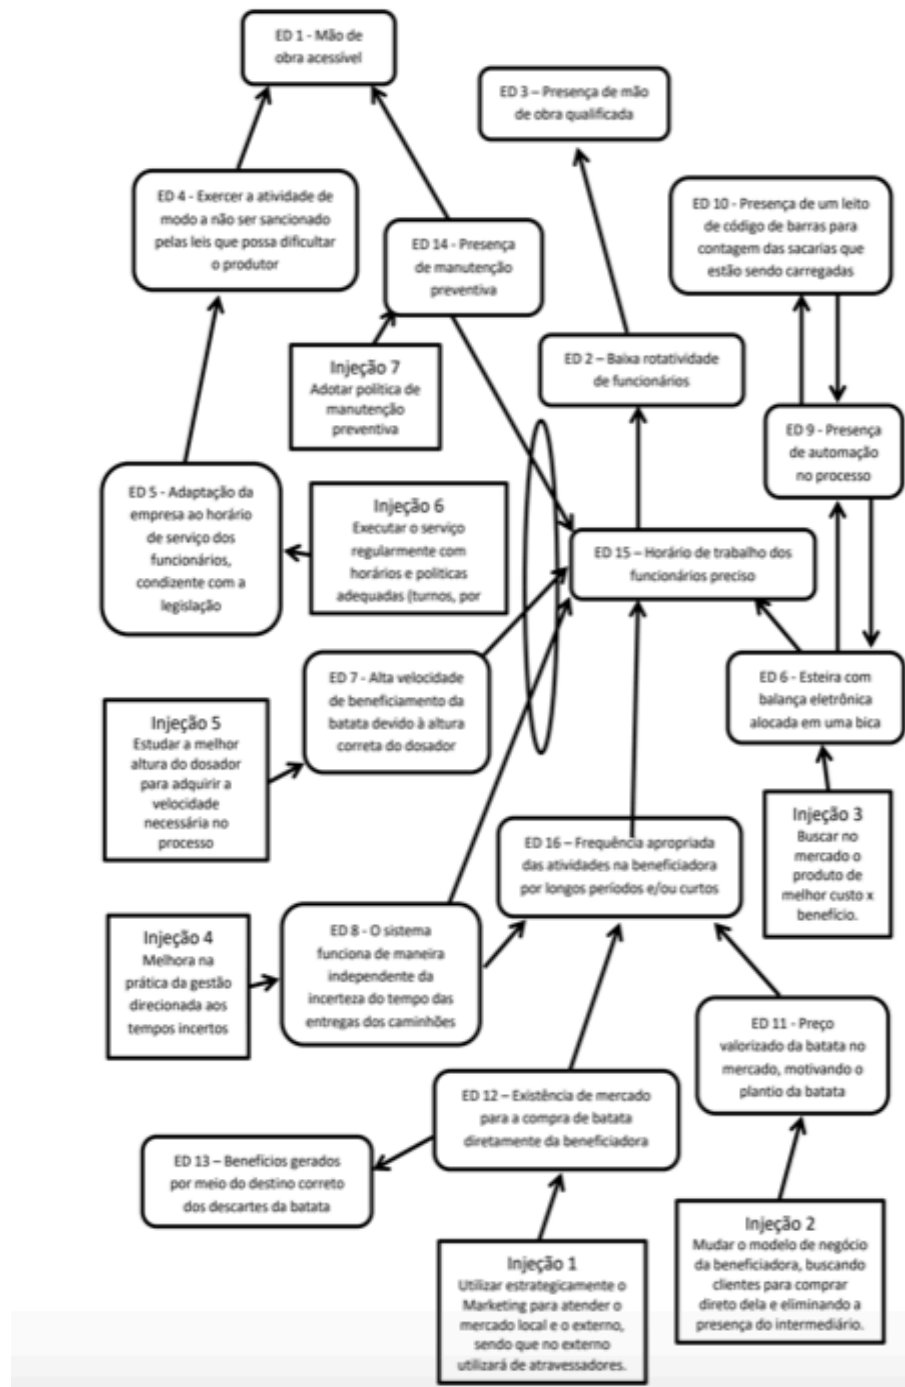 ED 1 - Mão de
obra acessível
ED 3 – Presença de mão
de obra qualificada
ED 4 - Exercer a atividade de
modo a não ser sancionado
pelas leis que possa dificultar
o produtor
ED 10 - Presença de um leito
de código de barras para
contagem das sacarias que
estão sendo carregadas
ED 14 - Presença
de manutenção
preventiva
Injeção 7
Adotar política de
manutenção
preventiva
ED 2 – Baixa rotatividade
de funcionários
ED 9 - Presença
de automação
no processo
ED 5 - Adaptação da
empresa ao horário
de serviço dos
funcionários,
condizente com a
legislação
Injeção 6
Executar o serviço
regularmente com
horários e politicas
adequadas (turnos, por
ED 15 – Horário de trabalho dos
funcionários preciso
ED 7 - Alta velocidade
de beneficiamento da
batata devido à altura
correta do dosador
ED 6 - Esteira com
balança eletrônica
alocada em uma bica
Injeção 5
Estudar a melhor
altura do dosador
para adquirir a
velocidade
necessária no
processo
Injeção 3
Buscar no
mercado o
produto de
melhor custo x
benefício.
ED 16 – Frequência apropriada
das atividades na beneficiadora
por longos períodos e/ou curtos
Injeção 4
Melhora na
prática da gestão
direcionada aos
tempos incertos
ED 8 - O sistema
funciona de maneira
independente da
incerteza do tempo das
entregas dos caminhões
ED 11 - Preço
valorizado da batata no
mercado, motivando o
plantio da batata
ED 12 – Existência de mercado
para a compra de batata
diretamente da beneficiadora
ED 13 – Benefícios gerados
por meio do destino correto
dos descartes da batata
Injeção 1
Utilizar estrategicamente o
Marketing para atender o
mercado local e o externo,
sendo que no externo
utilizará de atravessadores.
Injeção 2
Mudar o modelo de negócio
da beneficiadora, buscando
clientes para comprar
direto dela e eliminando a
presença do intermediário.